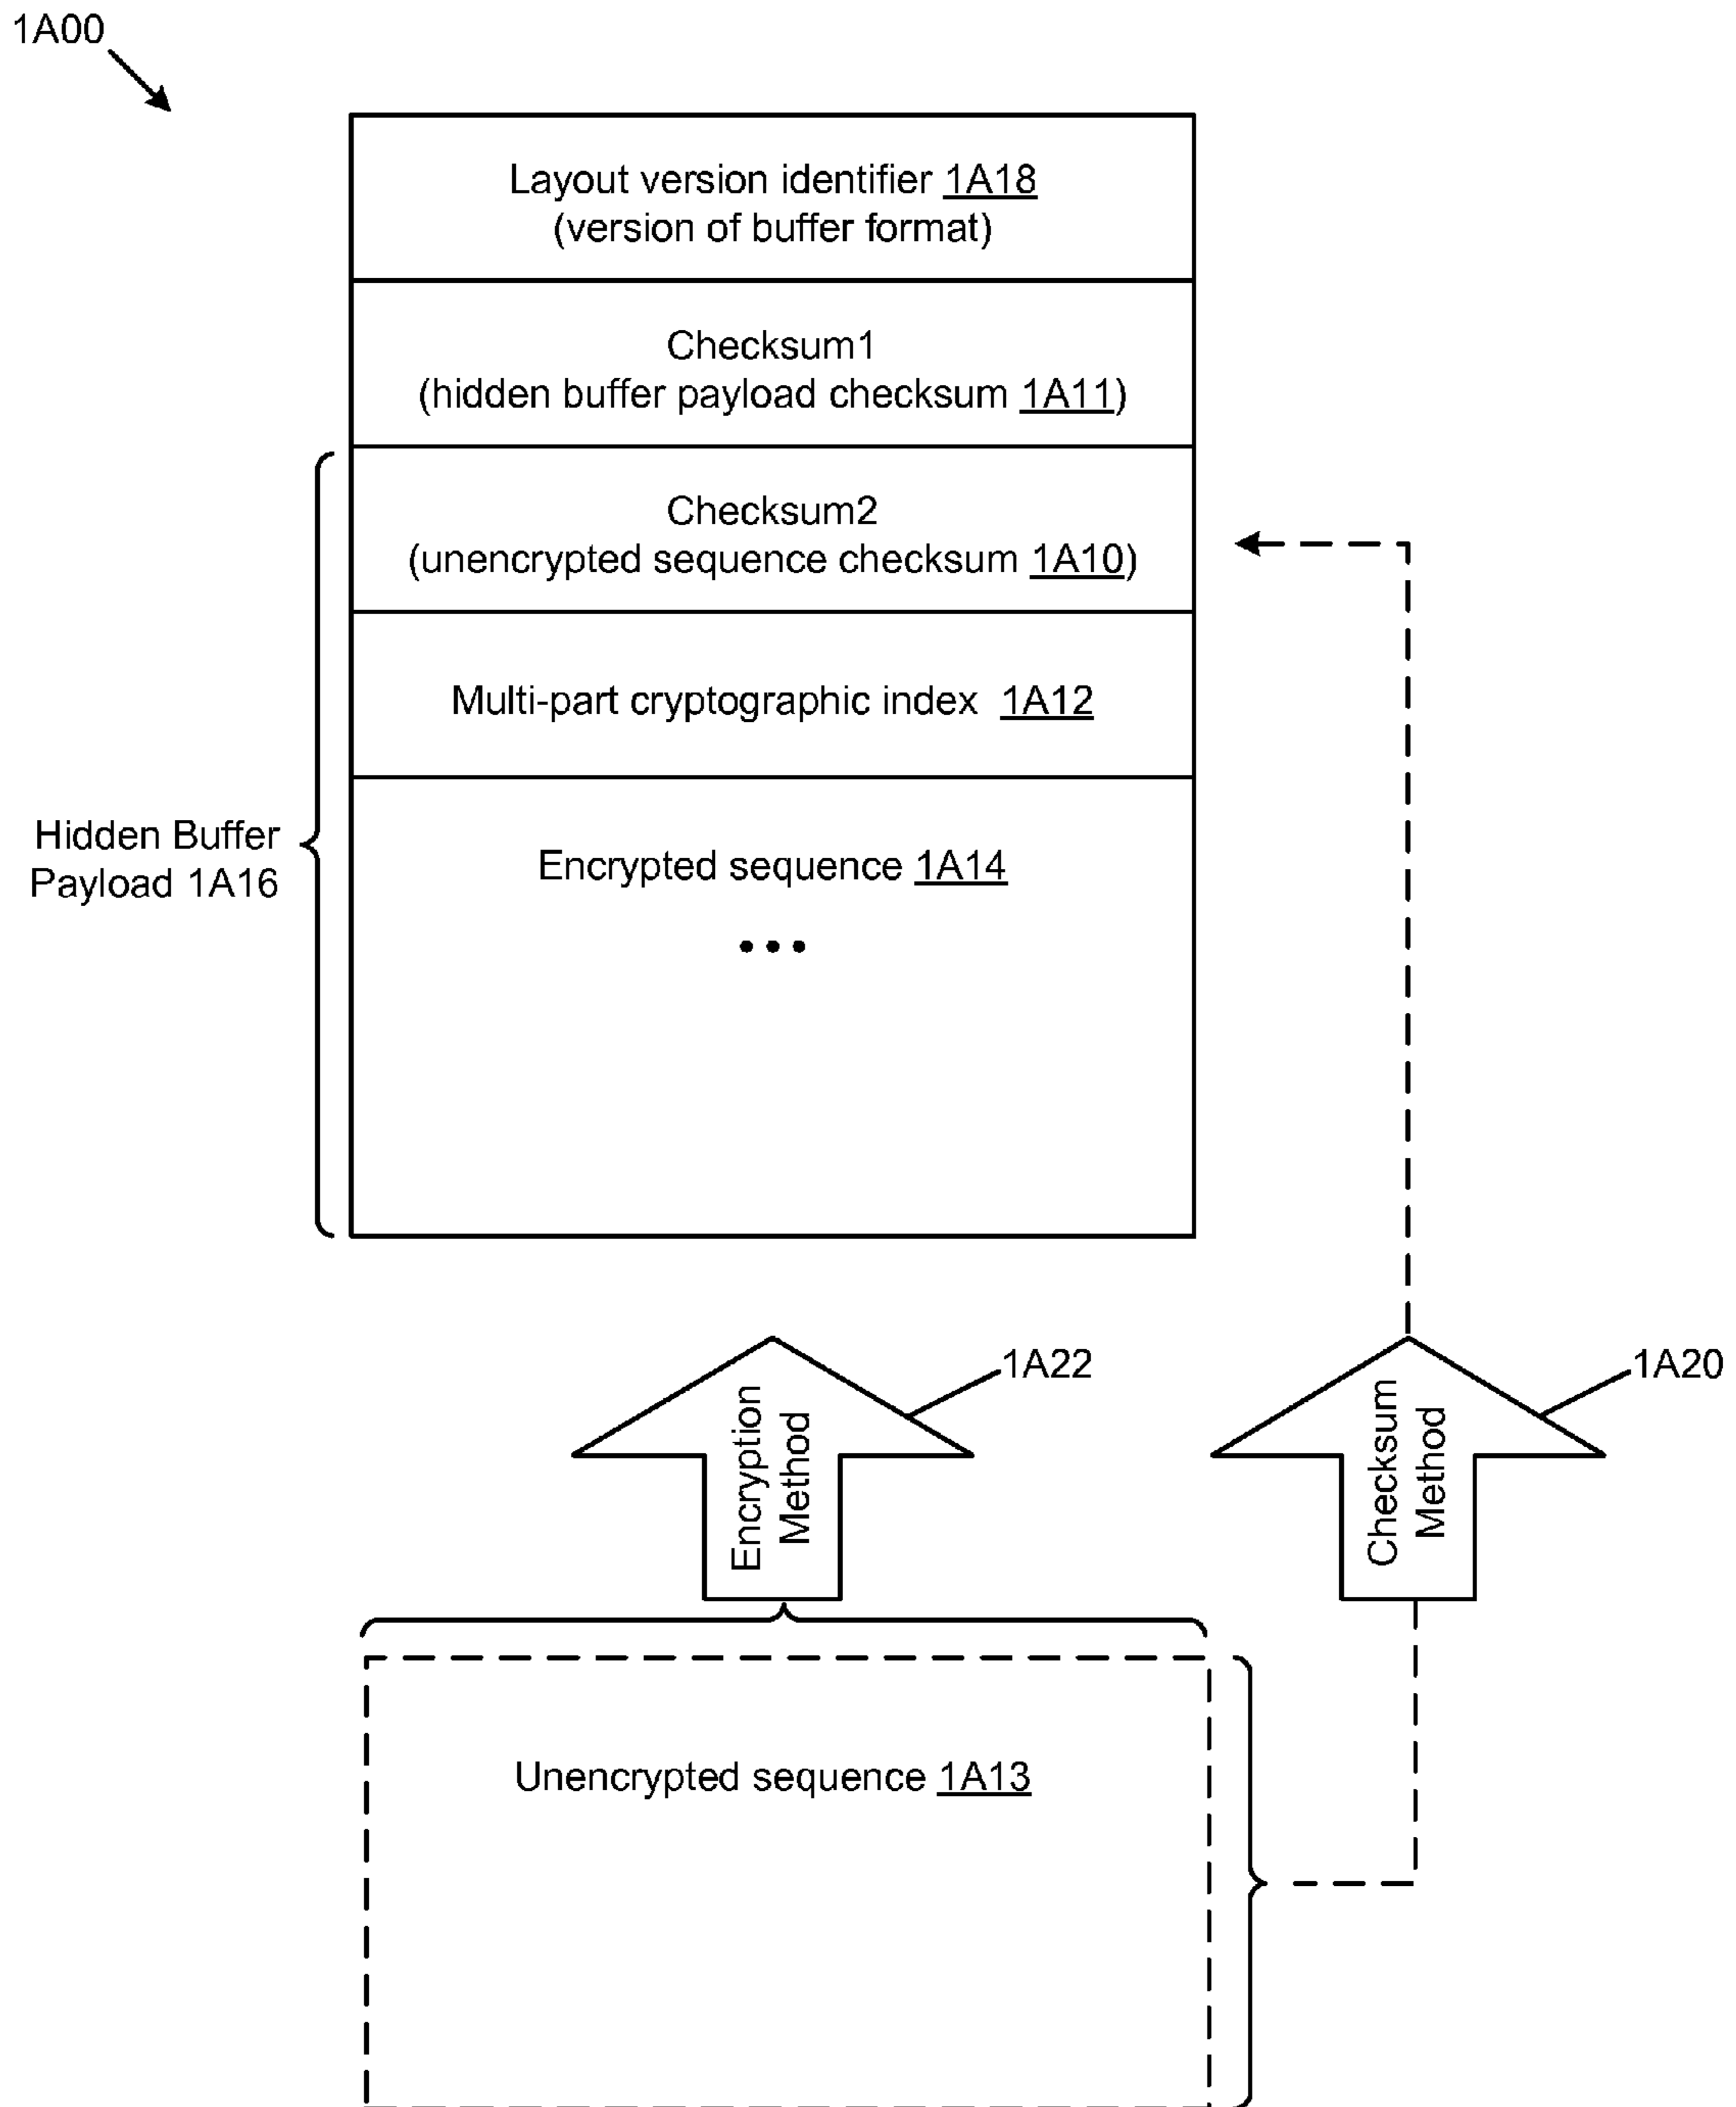 1A00
Layout version identifier 1A18
(version of buffer format)
Checksum1
(hidden buffer payload checksum 1A11)
Checksum2
(unencrypted sequence checksum 1A10)
Multi-part cryptographic index 1A12
Hidden Buffer
Payload 1A16
Encrypted sequence 1A14
•••
1A22
1A20
Encryption
Method
Checksum
Method
Unencrypted sequence 1A13